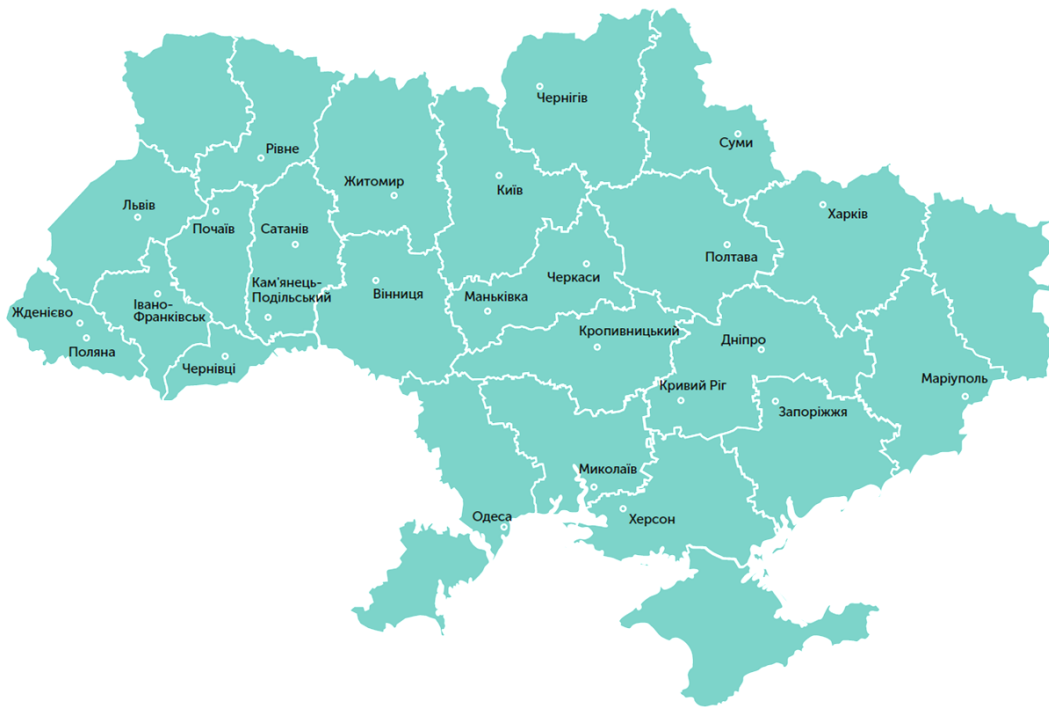 Чернігів
Суми
Рівне
Житомир
Київ
Львів
Харків
Почаїв
Сатанів
Полтава
Черкаси
Кам'янець-
Подільський
Вінниця
Маньківка
Івано-
Франківськ
Жденієво
Кропивницький
Дніпро
Поляна
Чернівці
Маріуполь
Кривий Ріг
Запоріжжя
Миколаїв
Одеса
Херсон